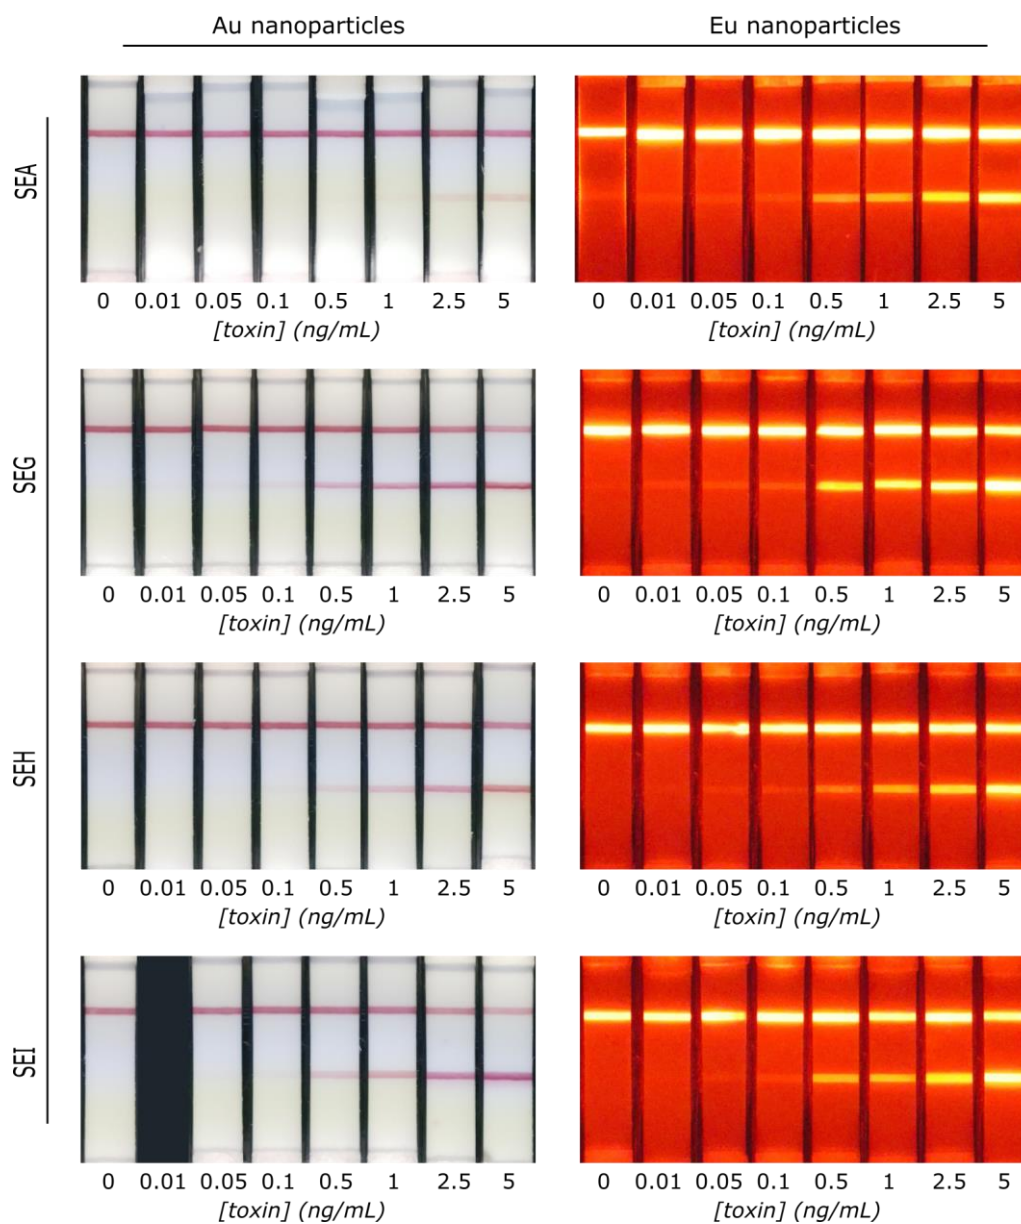 Au nanoparticles Eu nanoparticles
SEA
0 0.01 0.05 0.1 0.5 1 2.5 5 0 0.01 0.05 0.1 0.5 1 2.5 5
[toxin] (ng/mL) [toxin] (ng/mL)
SEG
0 0.01 0.05 0.1 0.5 1 2.5 5 0 0.01 0.05 0.1 0.5 1 2.5 5
[toxin] (ng/mL) [toxin] (ng/mL)
SEH
0 0.01 0.05 0.1 0.5 1 2.5 5 0 0.01 0.05 0.1 0.5 1 2.5 5
[toxin] (ng/mL) [toxin] (ng/mL)
SEI
0 0.01 0.05 0.1 0.5 1 2.5 5 0 0.01 0.05 0.1 0.5 1 2.5 5
[toxin] (ng/mL) [toxin] (ng/mL)